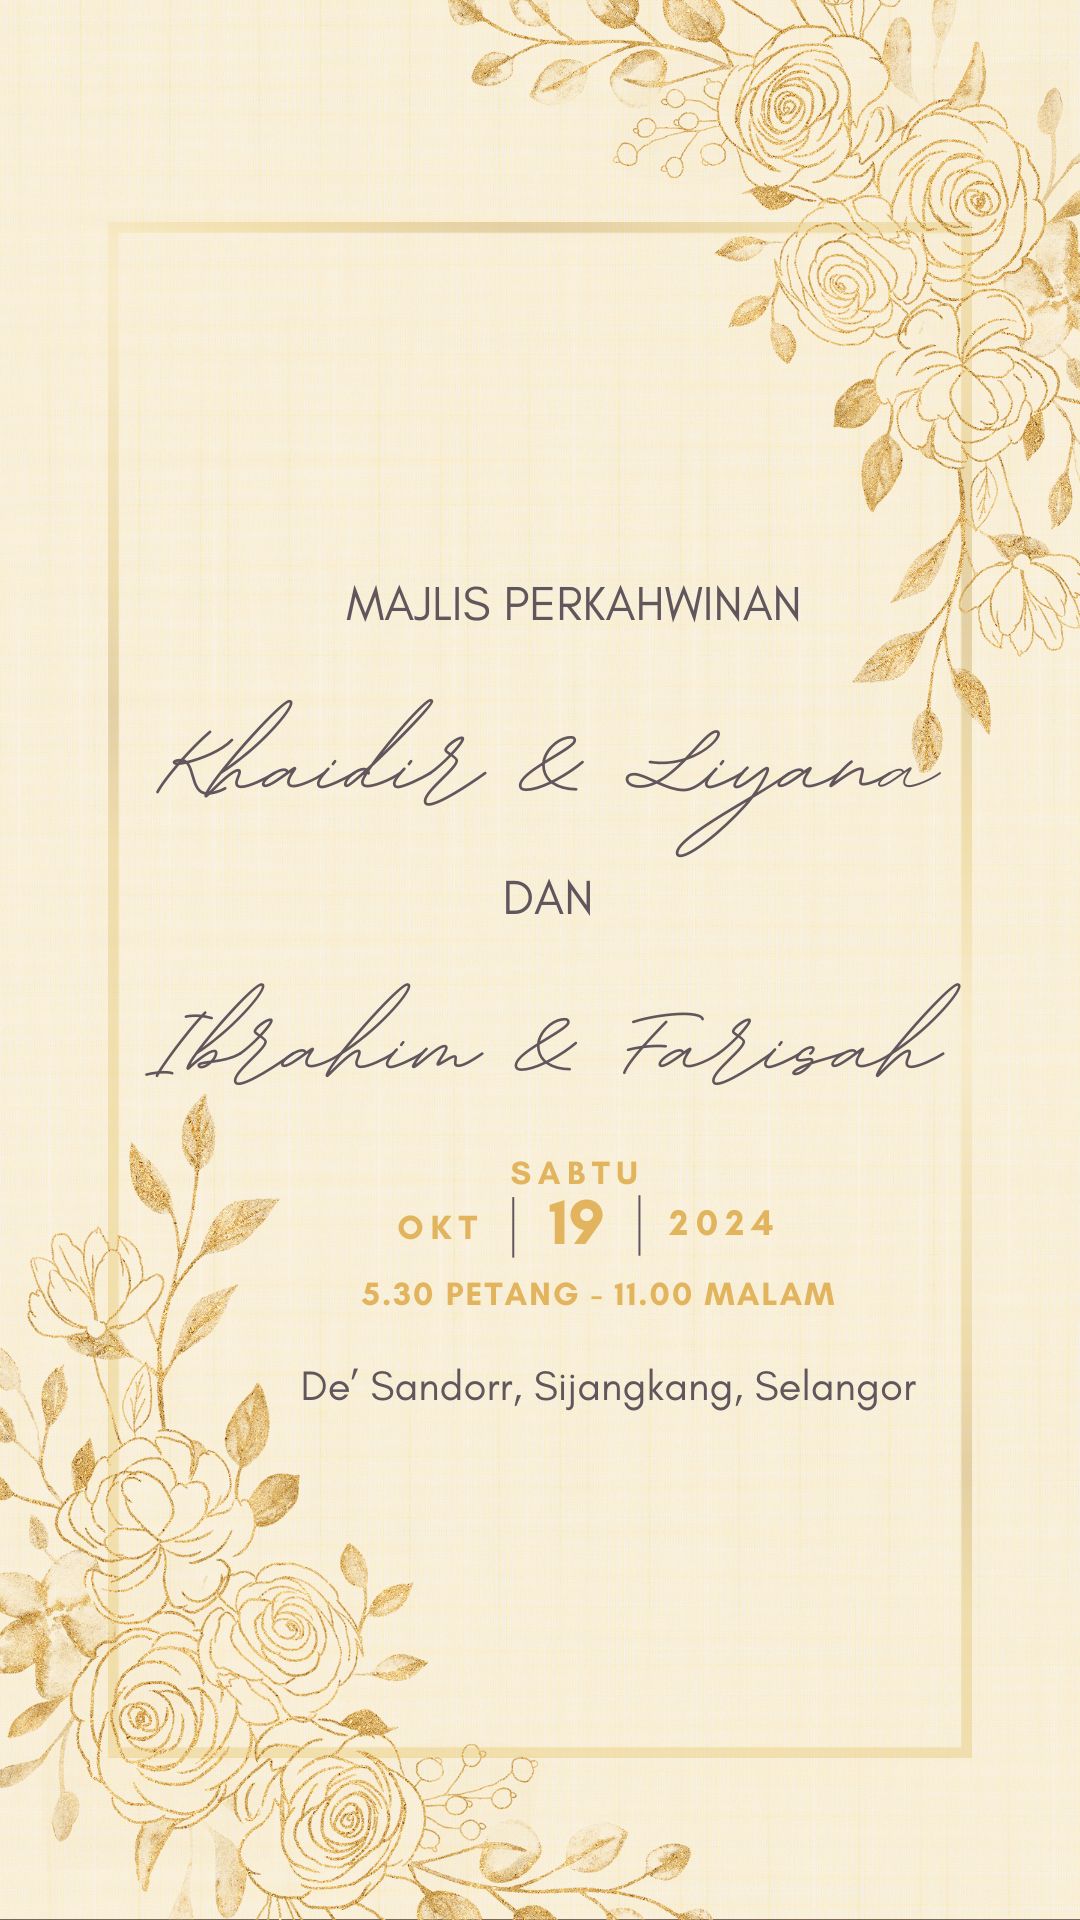 MAJLIS PERKAHWINAN
Khaidir & Liyana
DAN
Ibrahim & Farisah
SABTU
OKT | 19 | 2024
5.30 PETANG - 11.00 MALAM
De’ Sandorr, Sijangkang, Selangor